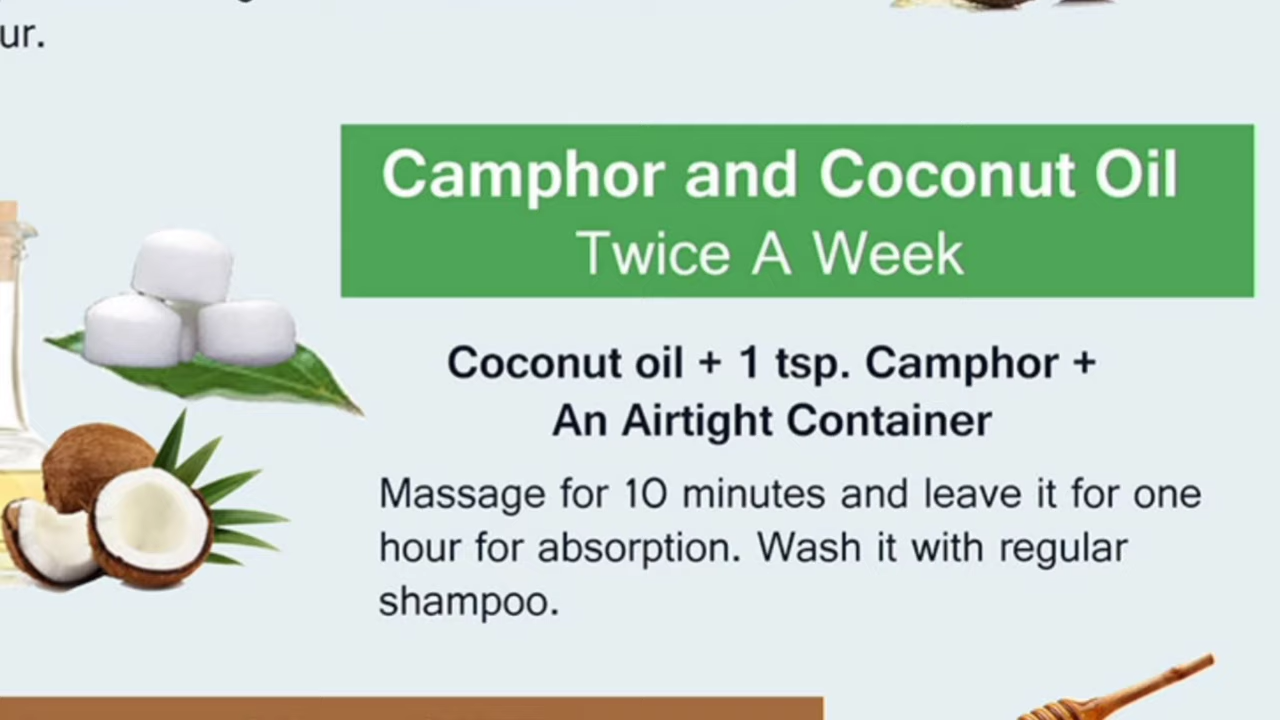 ur.
Camphor and Coconut Oil
Twice A Week
Coconut oil + 1 tsp. Camphor +
An Airtight Container
Massage for 10 minutes and leave it for one
hour for absorption. Wash it with regular
shampoo.